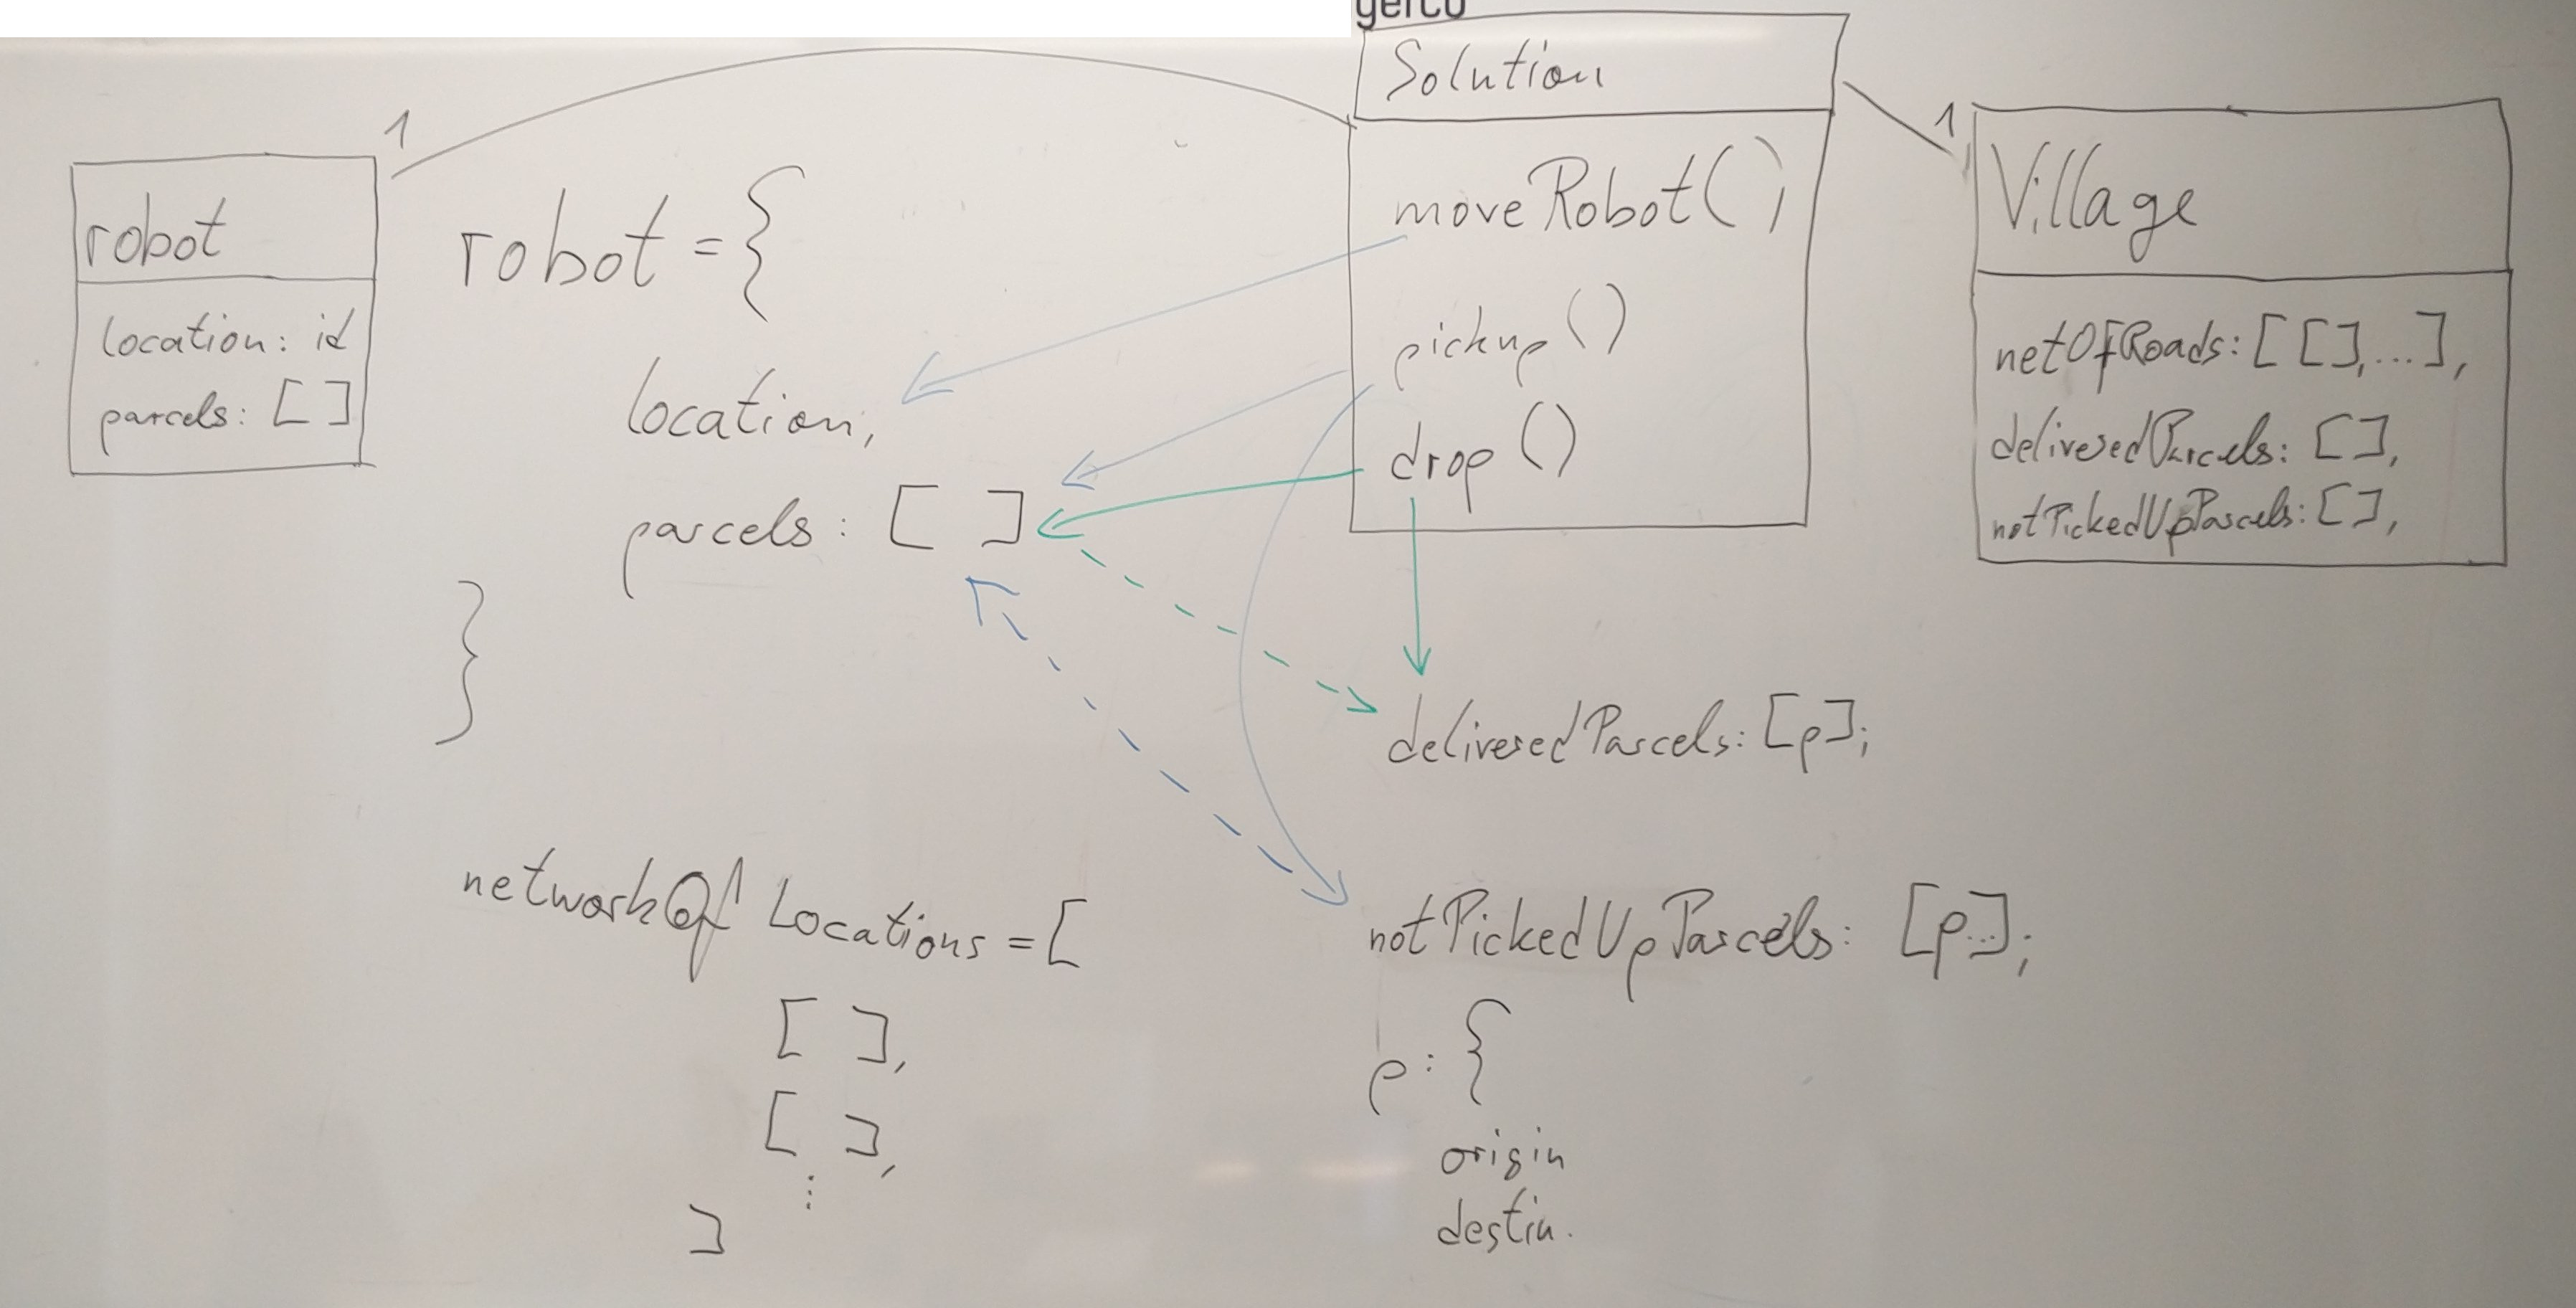 Solution
moveRobot()
pickup()
drop()
1
robot
location: id
parcels: []
robot = {
location,
parcels: []
}
1
Village
netOfRoads: [[],...],
deliveredParcels: [],
notPickedUpParcels: [],
deliveredParcels: [p];
networkOf Locations = [
[ ],
[ ],
⋮
]
notPickedUpParcels: [p...];
p: {
origin
destin.